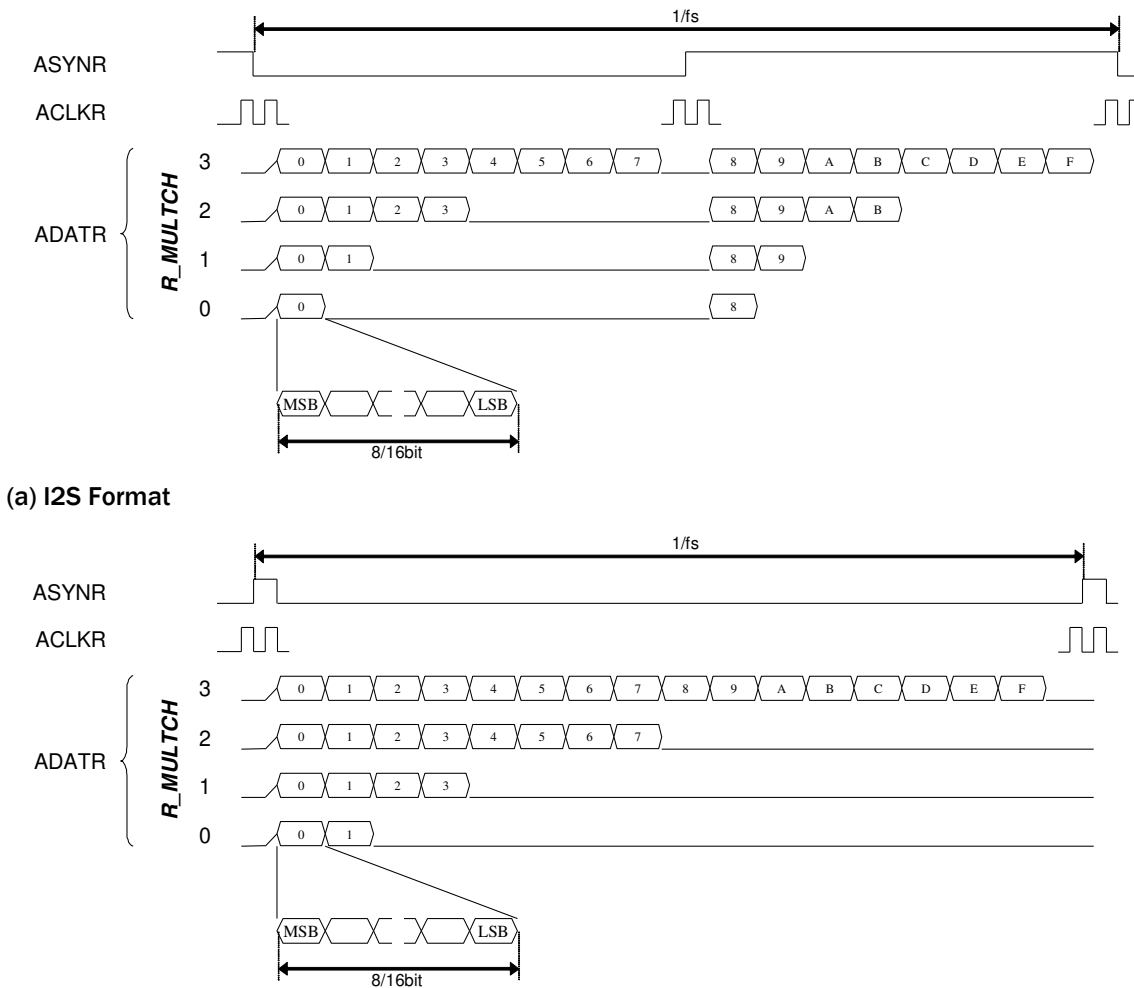 1/fs
ASYNR
ACLKR
ADATR
R_MULTCH
3 0 1 2 3 4 5 6 7 8 9 A B C D E F
2 0 1 2 3 8 9 A B
1 0 1 8 9
0 0 8
MSB LSB
8/16bit
(a) I2S Format
1/fs
ASYNR
ACLKR
ADATR
R_MULTCH
3 0 1 2 3 4 5 6 7 8 9 A B C D E F
2 0 1 2 3 4 5 6 7
1 0 1 2 3
0 0 1
MSB LSB
8/16bit